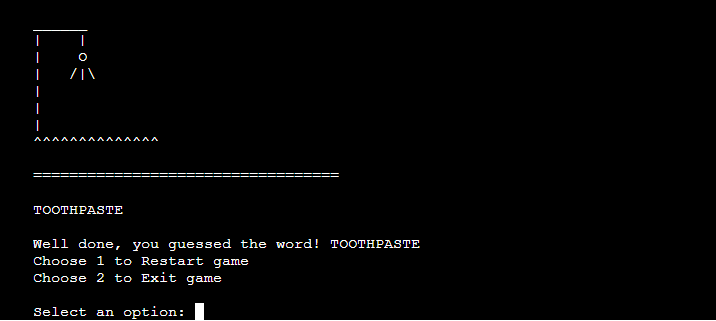 ______
|    |
|    O
|   /|\
|
|
|
^^^^^^^^^^^^^^
==================================
TOOTHPASTE
Well done, you guessed the word! TOOTHPASTE
Choose 1 to Restart game
Choose 2 to Exit game
Select an option: